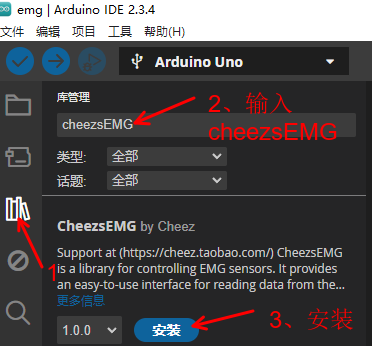 emg | Arduino IDE 2.3.4
文件 编辑 项目 工具 帮助(H)
Arduino Uno
库管理
2、输入
cheezsEMG
cheezsEMG
类型: 全部
话题: 全部
1
CheezsEMG by Cheez
Support at (https://cheez.taobao.com/) CheezsEMG
is a library for controlling EMG sensors. It provides
an easy-to-use interface for reading data from the...
更多信息
1.0.0 安装
3、安装